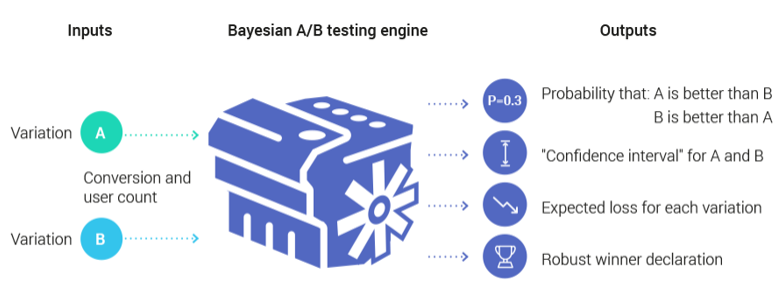 Inputs
Bayesian A/B testing engine
Outputs
Variation A
Conversion and
user count
Variation B
P=0.3
Probability that: A is better than B
B is better than A
"Confidence interval" for A and B
Expected loss for each variation
Robust winner declaration